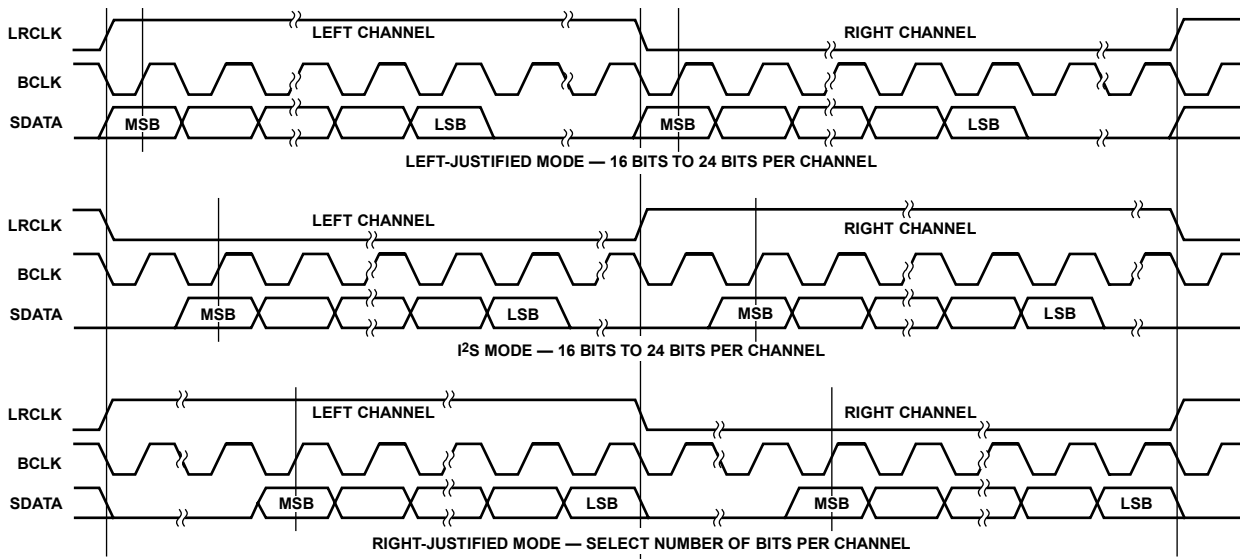 LRCLK
LEFT CHANNEL
RIGHT CHANNEL
BCLK
SDATA
MSB
LSB
MSB
LSB
LEFT-JUSTIFIED MODE — 16 BITS TO 24 BITS PER CHANNEL
LRCLK
LEFT CHANNEL
RIGHT CHANNEL
BCLK
SDATA
MSB
LSB
MSB
LSB
I²S MODE — 16 BITS TO 24 BITS PER CHANNEL
LRCLK
LEFT CHANNEL
RIGHT CHANNEL
BCLK
SDATA
MSB
LSB
MSB
LSB
RIGHT-JUSTIFIED MODE — SELECT NUMBER OF BITS PER CHANNEL